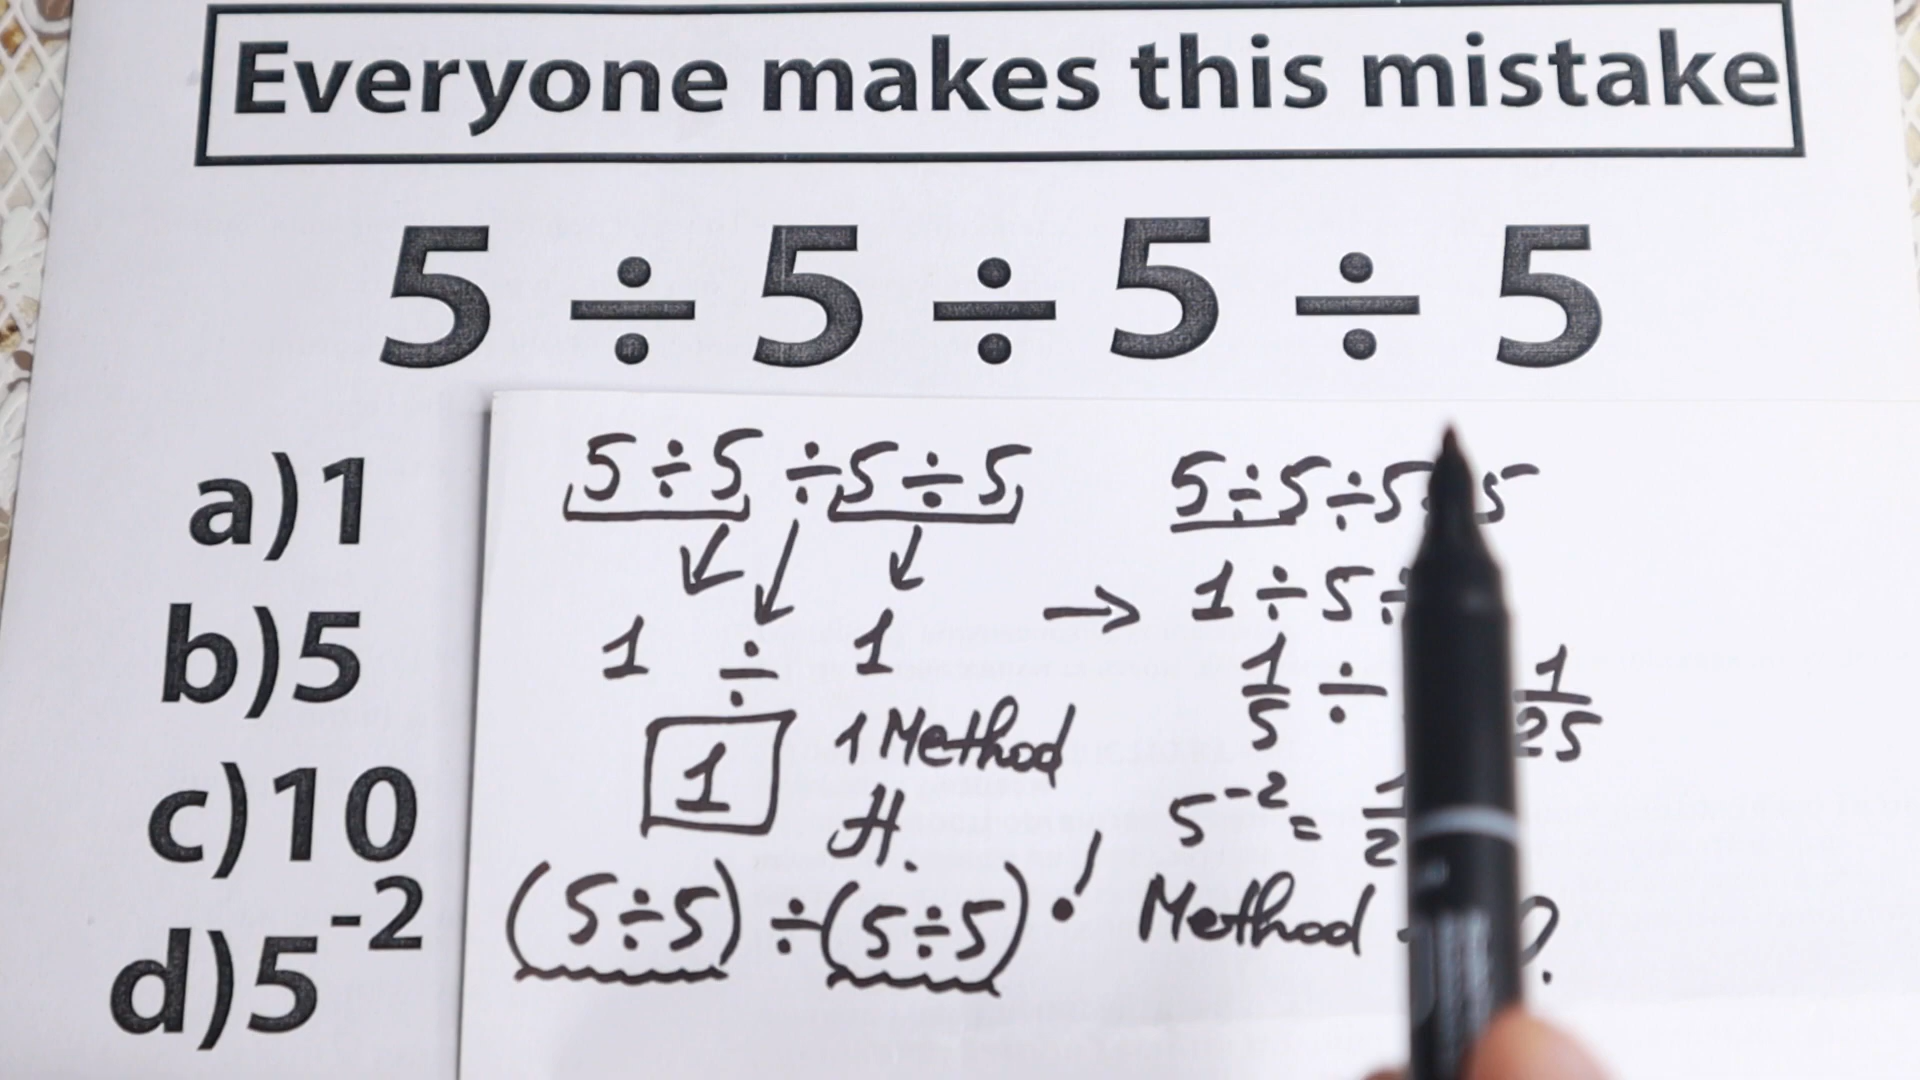 Everyone makes this mistake
5 ÷ 5 ÷ 5 ÷ 5
a) 1
b) 5
c) 10
d) 5⁻²
5 ÷ 5 ÷ 5 ÷ 5
1 ÷ 1
1
1 Method
(5 ÷ 5) ÷ (5 ÷ 5) !
→
5 ÷ 5 ÷ 5 5
1 ÷ 5 ÷
1/5 ÷ 1/25
5⁻² =
Method ?